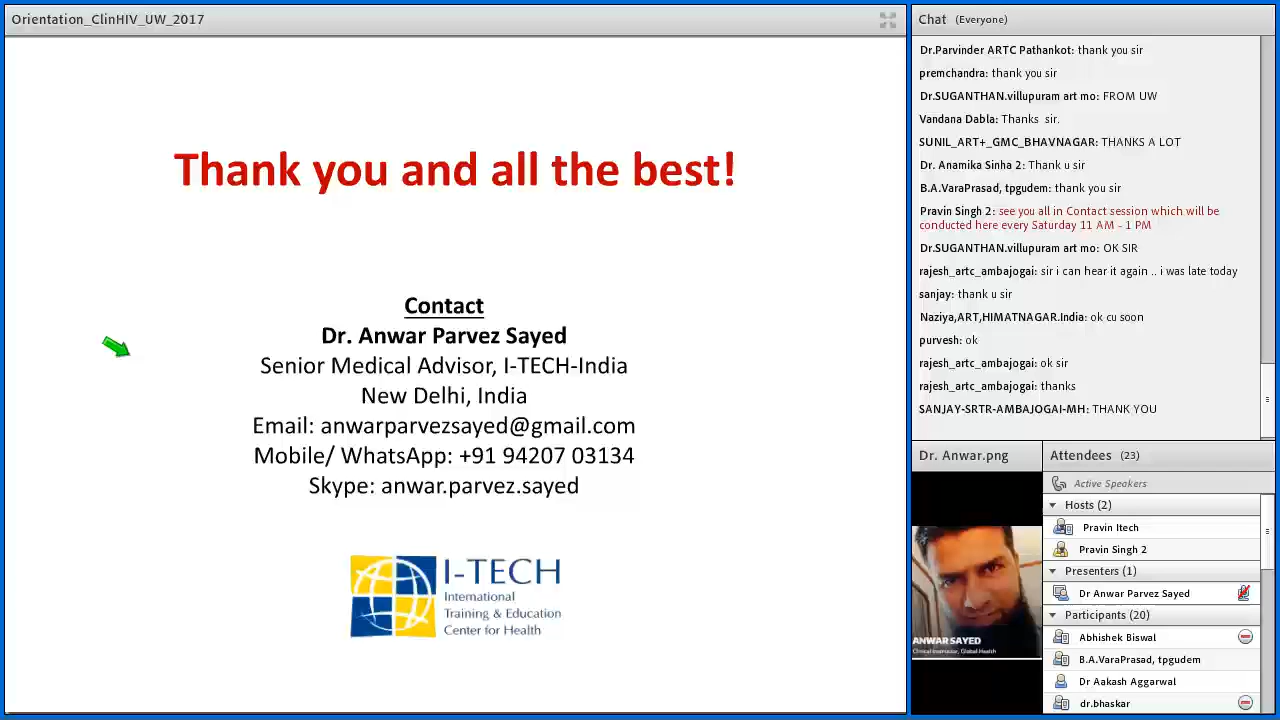 Orientation_ClinHIV_UW_2017
Thank you and all the best!
Contact
Dr. Anwar Parvez Sayed
Senior Medical Advisor, I-TECH-India
New Delhi, India
Email: anwarparvezsayed@gmail.com
Mobile/ WhatsApp: +91 94207 03134
Skype: anwar.parvez.sayed
I-TECH
International
Training & Education
Center for Health
Chat (Everyone)
Dr.Parvinder ARTC Pathankot: thank you sir
premchandra: thank you sir
Dr.SUGANTHAN.villupuram art mo: FROM UW
Vandana Dabla: Thanks sir.
SUNIL_ART+_GMC_BHAVNAGAR: THANKS A LOT
Dr. Anamika Sinha 2: Thank u sir
B.A.VaraPrasad, tpgudem: thank you sir
Pravin Singh 2: see you all in Contact session which will be
conducted here every Saturday 11 AM - 1 PM
Dr.SUGANTHAN.villupuram art mo: OK SIR
rajesh_artc_ambajogai: sir i can hear it again .. i was late today
sanjay: thank u sir
Naziya,ART,HIMATNAGAR.India: ok cu soon
purvesh: ok
rajesh_artc_ambajogai: ok sir
rajesh_artc_ambajogai: thanks
SANJAY-SRTR-AMBAJOGAI-MH: THANK YOU
Dr. Anwar.png
ANWAR SAYED
Clinical Instructor, Global Health
Attendees (23)
Active Speakers
Hosts (2)
Pravin Itech
Pravin Singh 2
Presenters (1)
Dr Anwar Parvez Sayed
Participants (20)
Abhishek Biswal
B.A.VaraPrasad, tpgudem
Dr Aakash Aggarwal
dr.bhaskar